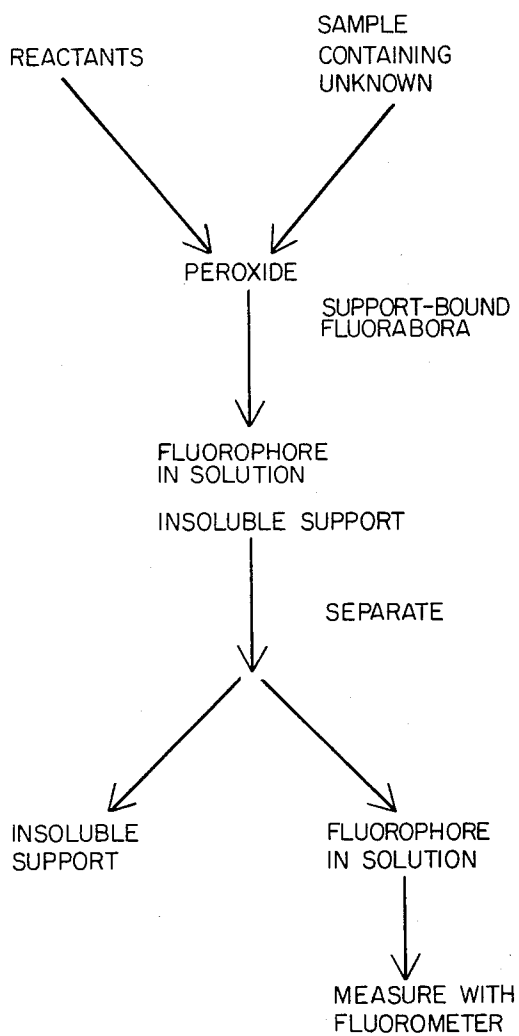 REACTANTS
SAMPLE
CONTAINING
UNKNOWN
PEROXIDE
SUPPORT-BOUND
FLUORABORA
FLUOROPHORE
IN SOLUTION
INSOLUBLE SUPPORT
SEPARATE
INSOLUBLE
SUPPORT
FLUOROPHORE
IN SOLUTION
MEASURE WITH
FLUOROMETER